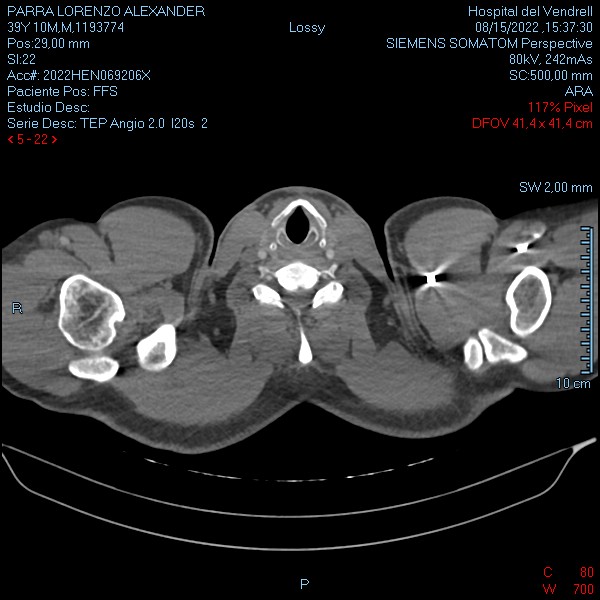 PARRA LORENZO ALEXANDER
39Y 10M,M,1193774
Pos:29,00 mm
SI:22
Acc#: 2022HEN069206X
Paciente Pos: FFS
Estudio Desc:
Serie Desc: TEP Angio 2.0 I20s 2
< 5 - 22 >
Lossy
Hospital del Vendrell
08/15/2022 ,15:37:30
SIEMENS SOMATOM Perspective
80kV, 242mAs
SC:500,00 mm
ARA
117% Pixel
DFOV 41,4 x 41,4 cm
SW 2,00 mm
R
10 cm
P
C 80
W 700